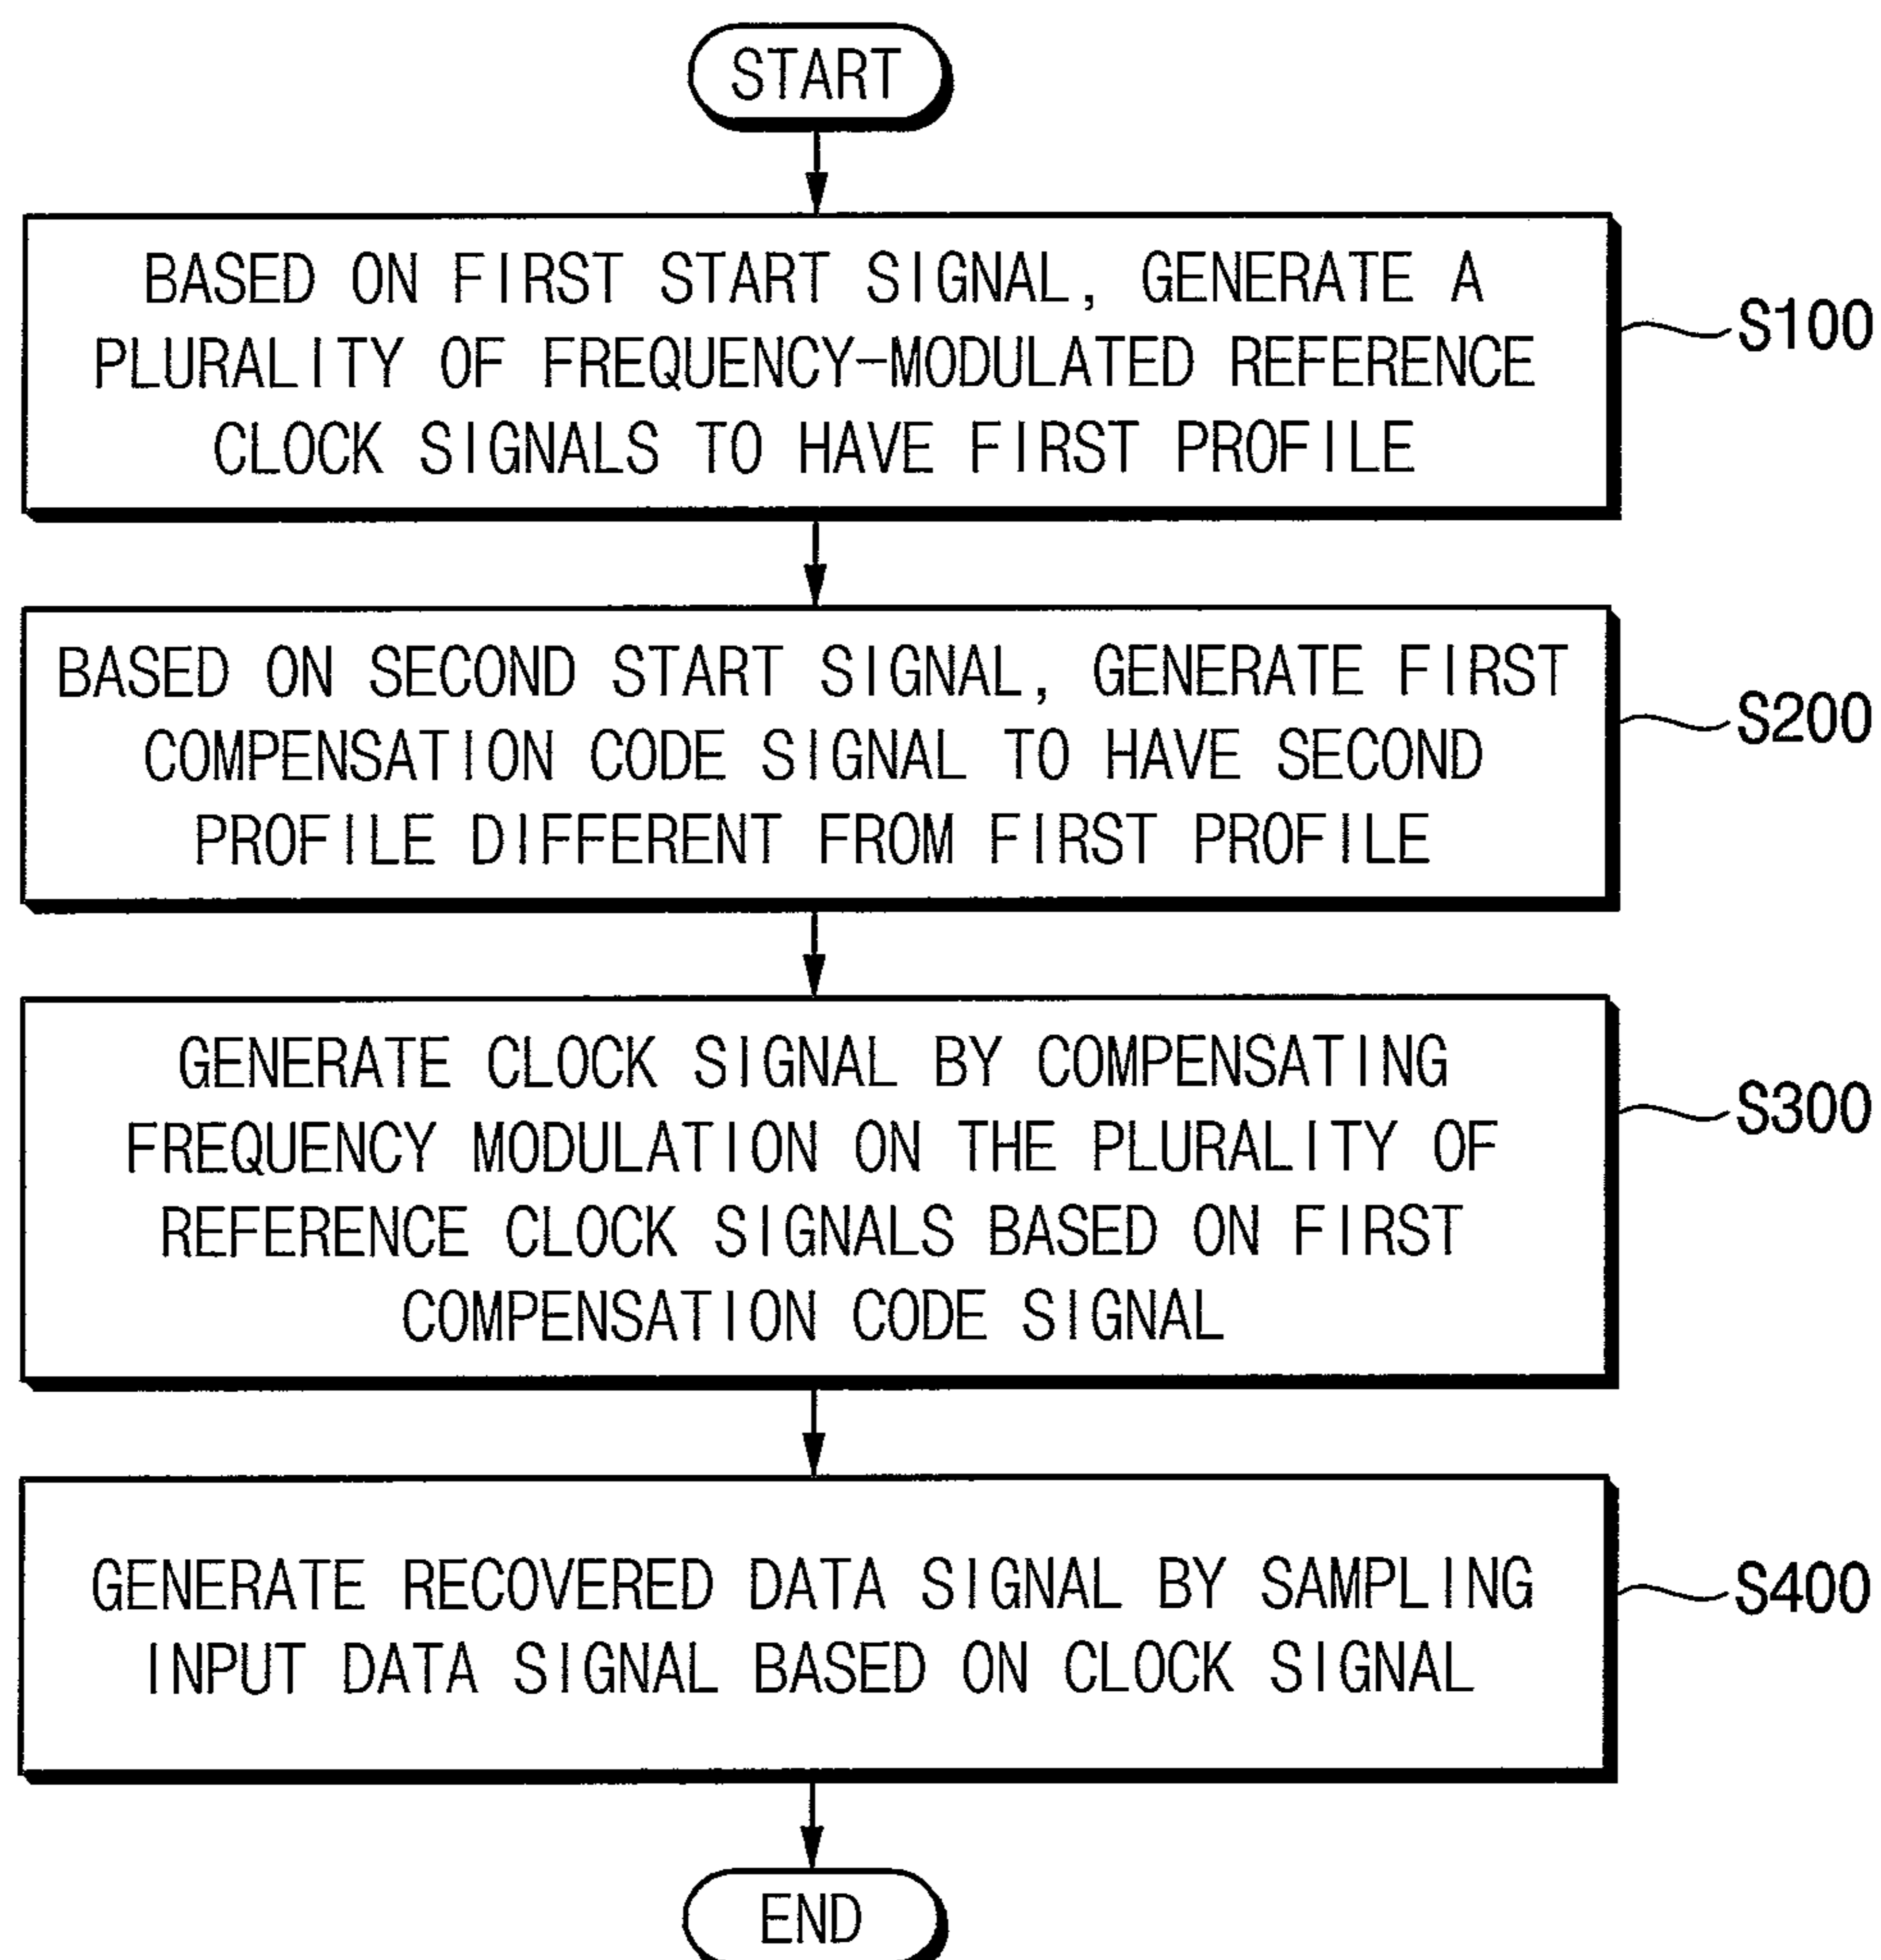 START
BASED ON FIRST START SIGNAL, GENERATE A
PLURALITY OF FREQUENCY-MODULATED REFERENCE
CLOCK SIGNALS TO HAVE FIRST PROFILE
S100
BASED ON SECOND START SIGNAL, GENERATE FIRST
COMPENSATION CODE SIGNAL TO HAVE SECOND
PROFILE DIFFERENT FROM FIRST PROFILE
S200
GENERATE CLOCK SIGNAL BY COMPENSATING
FREQUENCY MODULATION ON THE PLURALITY OF
REFERENCE CLOCK SIGNALS BASED ON FIRST
COMPENSATION CODE SIGNAL
S300
GENERATE RECOVERED DATA SIGNAL BY SAMPLING
INPUT DATA SIGNAL BASED ON CLOCK SIGNAL
S400
END